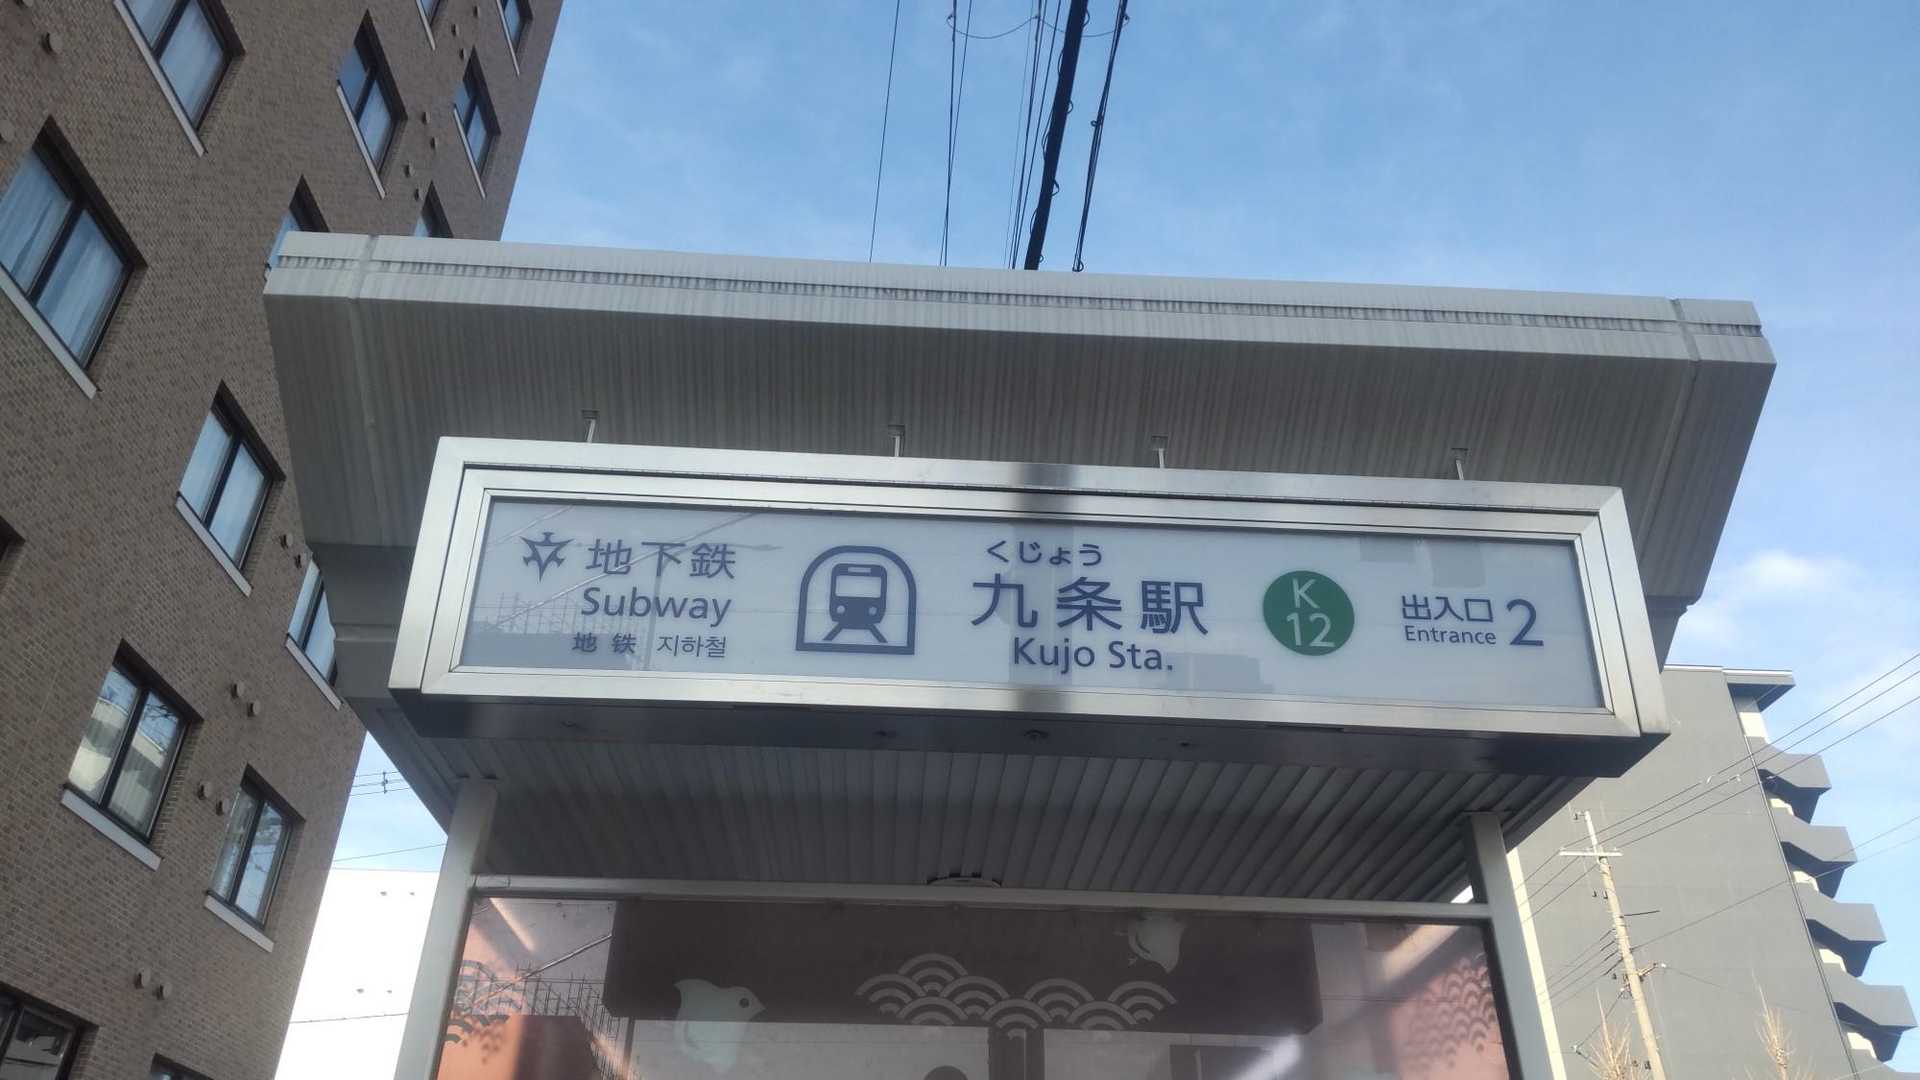 地下鉄
Subway
地铁 지하철
くじょう
九条駅
Kujo Sta.
K
12
出入口 2
Entrance